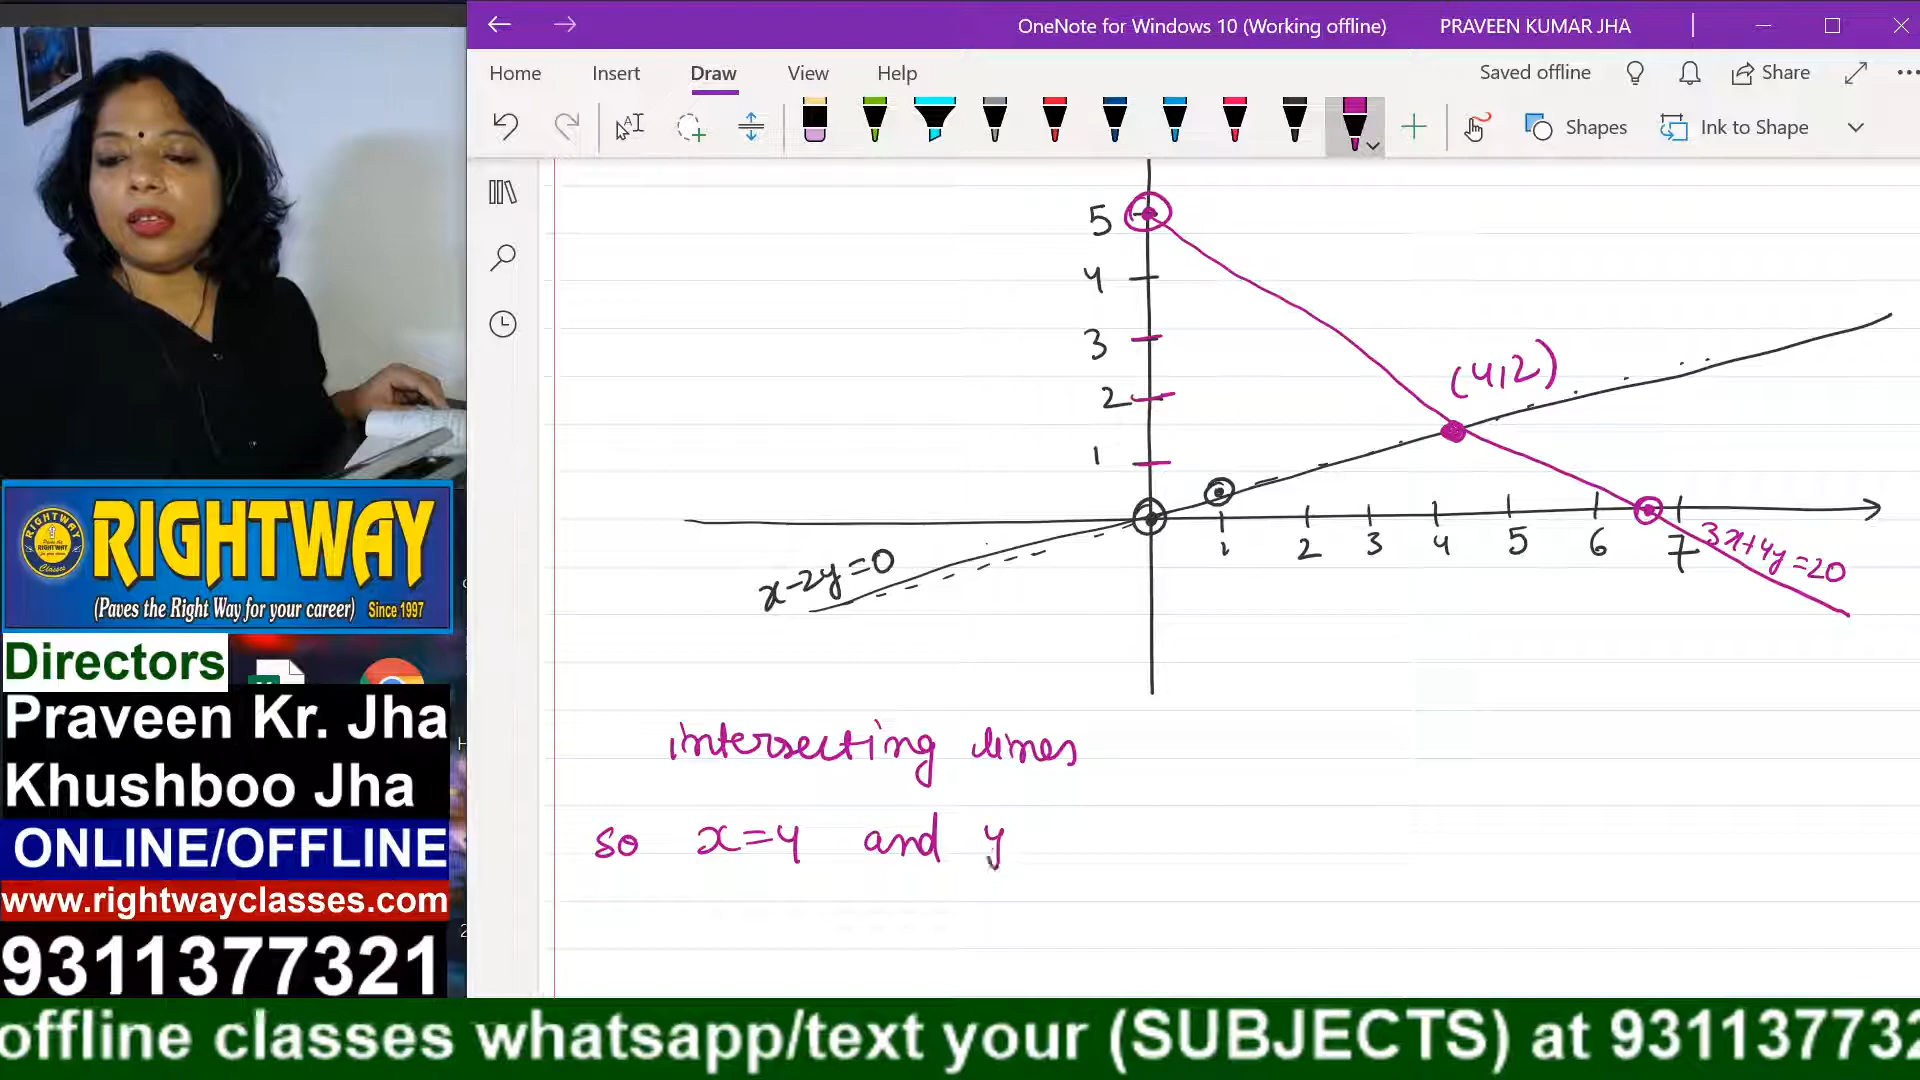 OneNote for Windows 10 (Working offline) PRAVEEN KUMAR JHA
Home Insert Draw View Help Saved offline Share
Shapes Ink to Shape
5
4
3
2
1
(4,2)
1 2 3 4 5 6 7
3x+4y=20
x-2y=0
intersecting lines
so x=4 and y
RIGHTWAY
(Paves the Right Way for your career) Since 1997
Directors
Praveen Kr. Jha
Khushboo Jha
ONLINE/OFFLINE
www.rightwayclasses.com
9311377321
offline classes whatsapp/text your (SUBJECTS) at 931137732